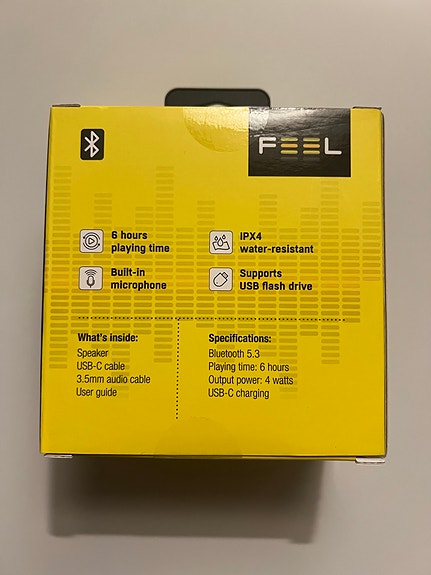 FEEL
6 hours
playing time
IPX4
water-resistant
Built-in
microphone
Supports
USB flash drive
What's inside:
Speaker
USB-C cable
3.5mm audio cable
User guide
Specifications:
Bluetooth 5.3
Playing time: 6 hours
Output power: 4 watts
USB-C charging